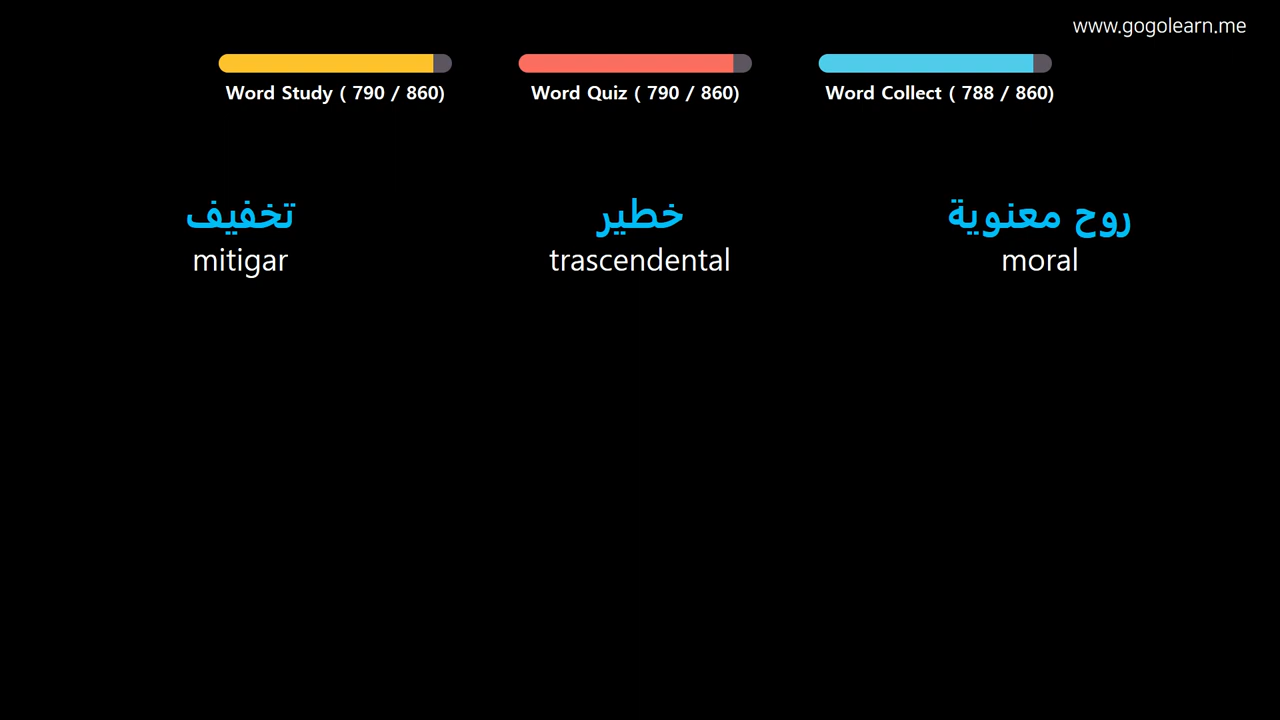 www.gogolearn.me
Word Study ( 790 / 860)
Word Quiz ( 790 / 860)
Word Collect ( 788 / 860)
تخفيف
mitigar
خطير
trascendental
روح معنوية
moral